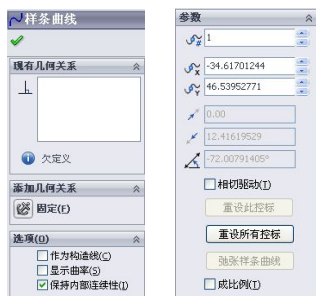 样条曲线
现有几何关系
欠定义
添加几何关系
固定(F)
选项(O)
作为构造线(C)
显示曲率(S)
保持内部连续性(I)
参数
1
-34.61701244
46.53952771
0.00
12.41619529
-72.00791405°
相切驱动(T)
重设此控标
重设所有控标
弛张样条曲线
成比例(T)